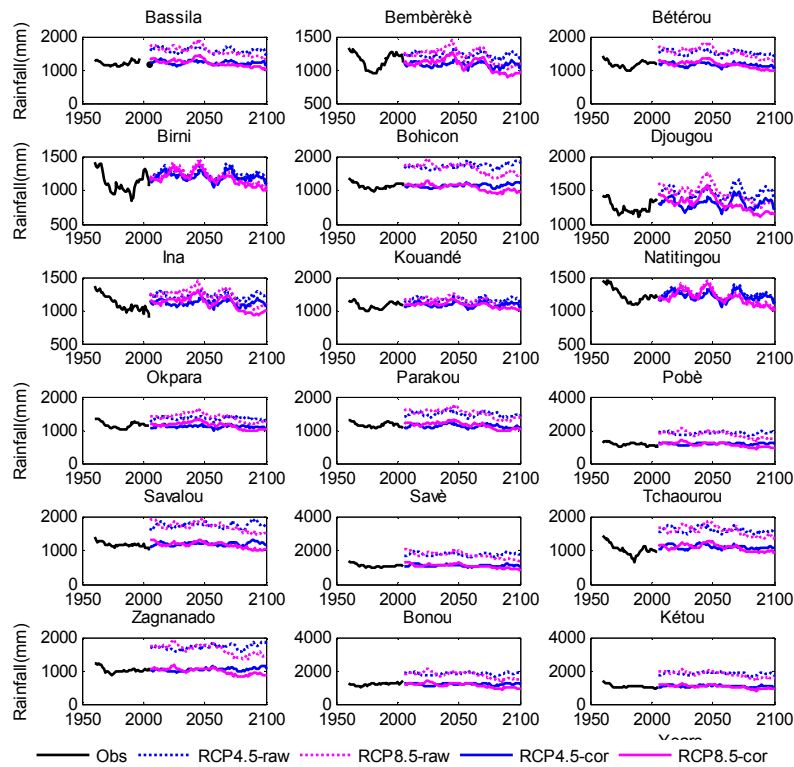 Bassila Bembèrèkè Bétérou
Rainfall(mm)
2000 1500 2000
1000 1000 1000
0 500 0
1950 2000 2050 2100 1950 2000 2050 2100 1950 2000 2050 2100
Birni Bohicon Djougou
Rainfall(mm)
1500 2000 2000
1000 1000 1500
500 0 1000
1950 2000 2050 2100 1950 2000 2050 2100 1950 2000 2050 2100
Ina Kouandé Natitingou
1500 2000 1500
1000 1000 1000
500 0 500
1950 2000 2050 2100 1950 2000 2050 2100 1950 2000 2050 2100
Okpara Parakou Pobè
Rainfall(mm)
2000 2000 4000
1000 1000 2000
0 0 0
1950 2000 2050 2100 1950 2000 2050 2100 1950 2000 2050 2100
Savalou Savè Tchaourou
2000 4000 2000
1000 2000 1000
0 0 0
1950 2000 2050 2100 1950 2000 2050 2100 1950 2000 2050 2100
Zagnanado Bonou Kétou
Rainfall(mm)
2000 4000 4000
1000 2000 2000
0 0 0
1950 2000 2050 2100 1950 2000 2050 2100 1950 2000 2050 2100
Years
Obs RCP4.5-raw RCP8.5-raw RCP4.5-cor RCP8.5-cor